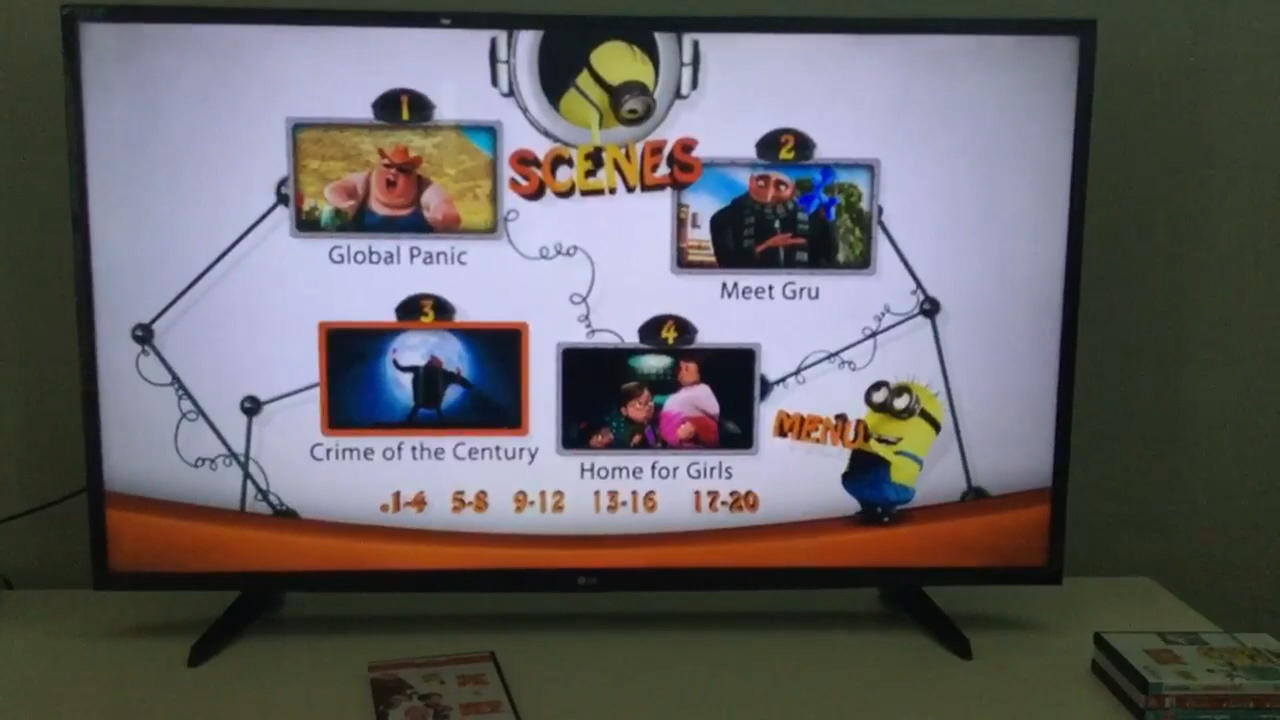 1
SCENES
2
Global Panic
Meet Gru
3
4
MENU
Crime of the Century
Home for Girls
.1-4 5-8 9-12 13-16 17-20
LG